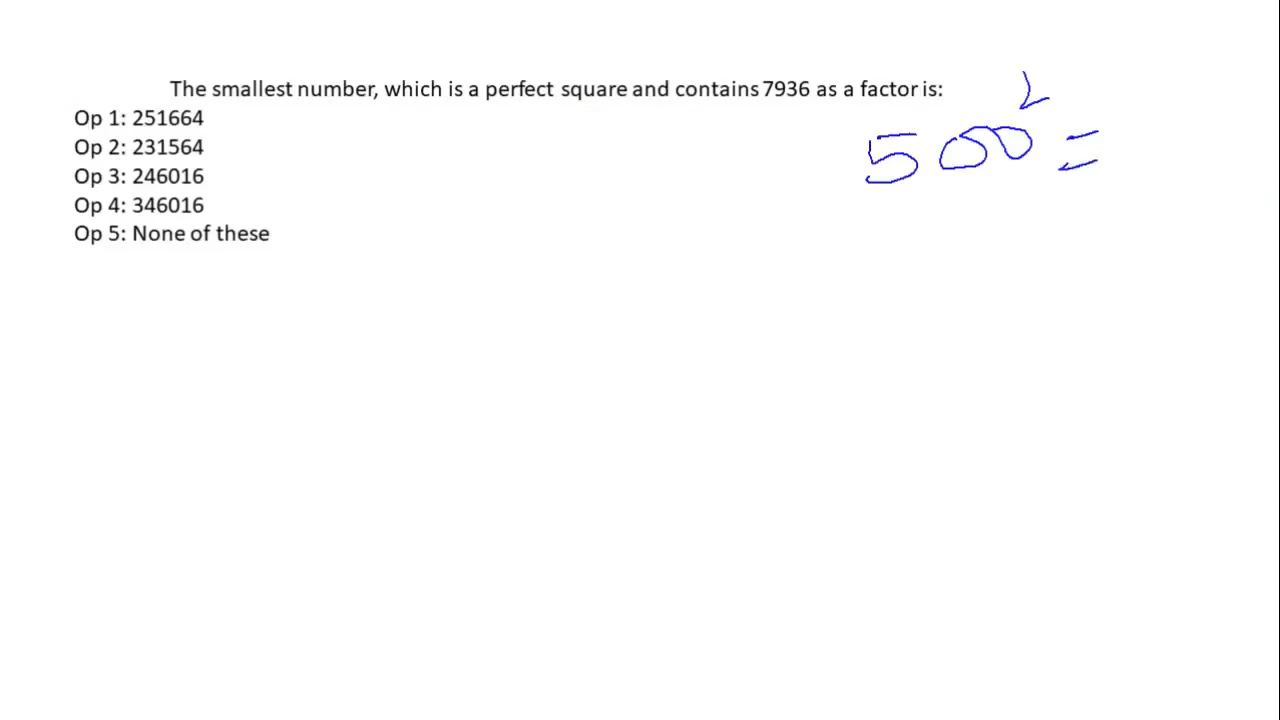 The smallest number, which is a perfect square and contains 7936 as a factor is:
Op 1: 251664
Op 2: 231564
Op 3: 246016
Op 4: 346016
Op 5: None of these
500² =